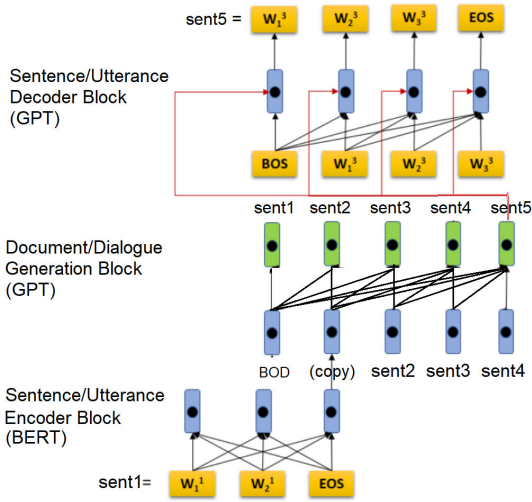 sent5 = W₁³ W₂³ W₃³ EOS
Sentence/Utterance
Decoder Block
(GPT)
BOS W₁³ W₂³ W₃³
sent1 sent2 sent3 sent4 sent5
Document/Dialogue
Generation Block
(GPT)
BOD (copy) sent2 sent3 sent4
Sentence/Utterance
Encoder Block
(BERT)
sent1= W₁¹ W₂¹ EOS